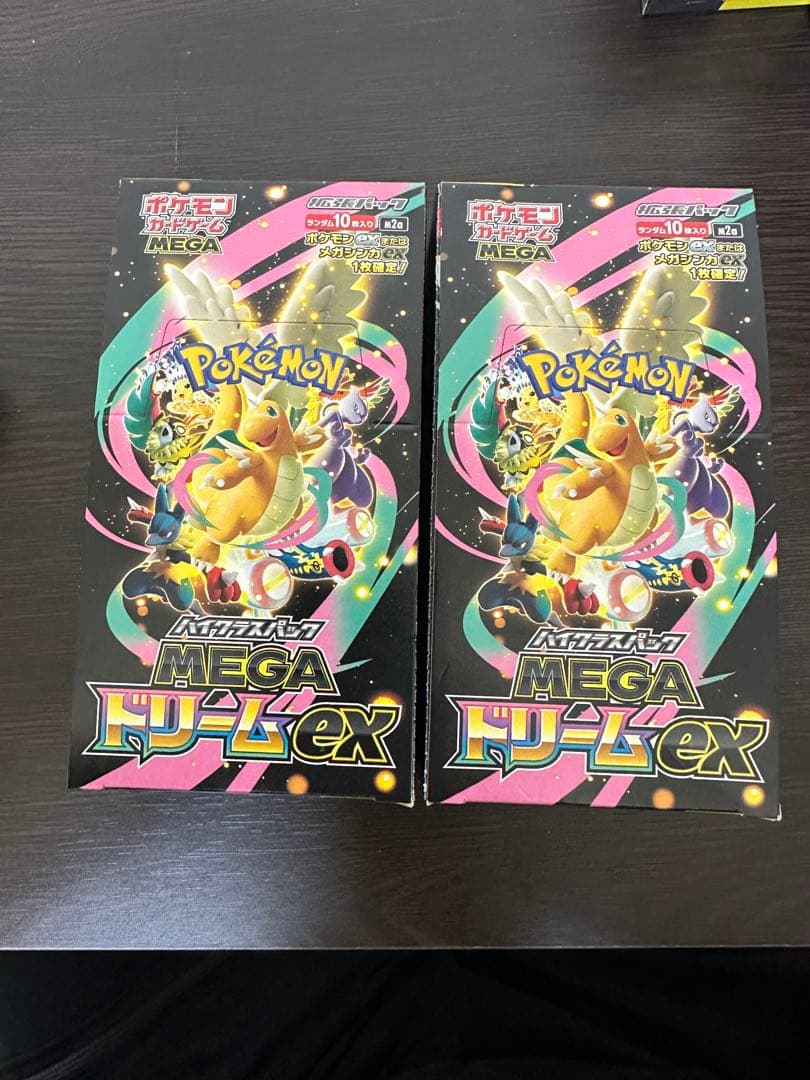 ポケモン
カードゲーム
MEGA
拡張パック
ランダム10枚入り
M2a
ポケモンexまたは
メガシンカex
1枚確定!
POKéMON
ハイクラスパック
MEGA
ドリームex
ポケモン
カードゲーム
MEGA
拡張パック
ランダム10枚入り
M2a
ポケモンexまたは
メガシンカex
1枚確定!
POKéMON
ハイクラスパック
MEGA
ドリームex